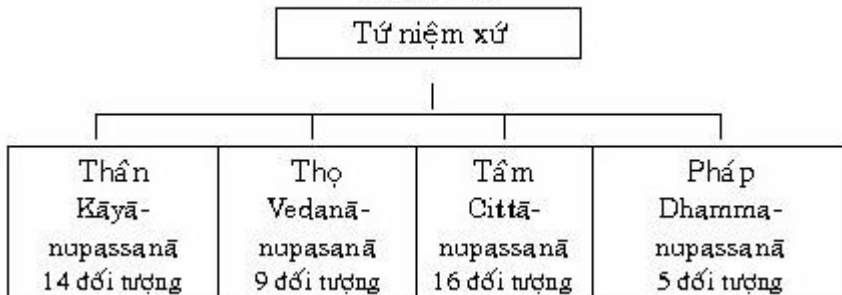 Tứ niệm xứ
Thân
Kāyā-
nupassanā
14 đối tượng
Thọ
Vedanā-
nupasanā
9 đối tượng
Tâm
Cittā-
nupassanā
16 đối tượng
Pháp
Dhamma-
nupassanā
5 đối tượng